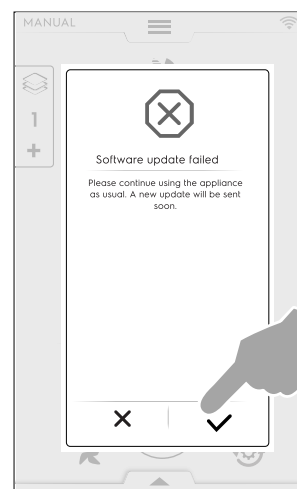 MANUAL
1
+
Software update failed
Please continue using the appliance
as usual. A new update will be sent
soon.